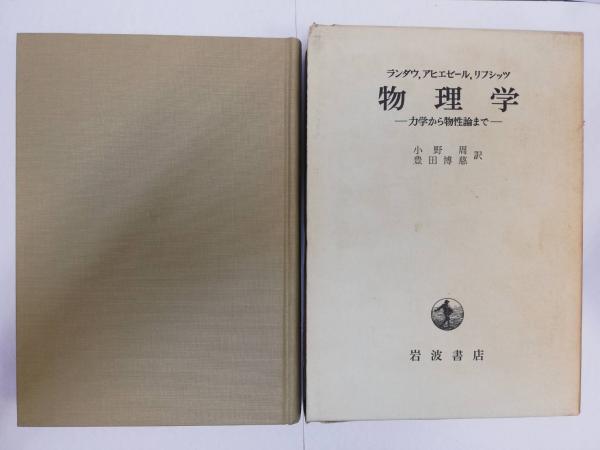 ランダウ, アヒエゼール, リフシッツ
物理学
—力学から物性論まで—
小野周
豊田博慈 訳
岩波書店